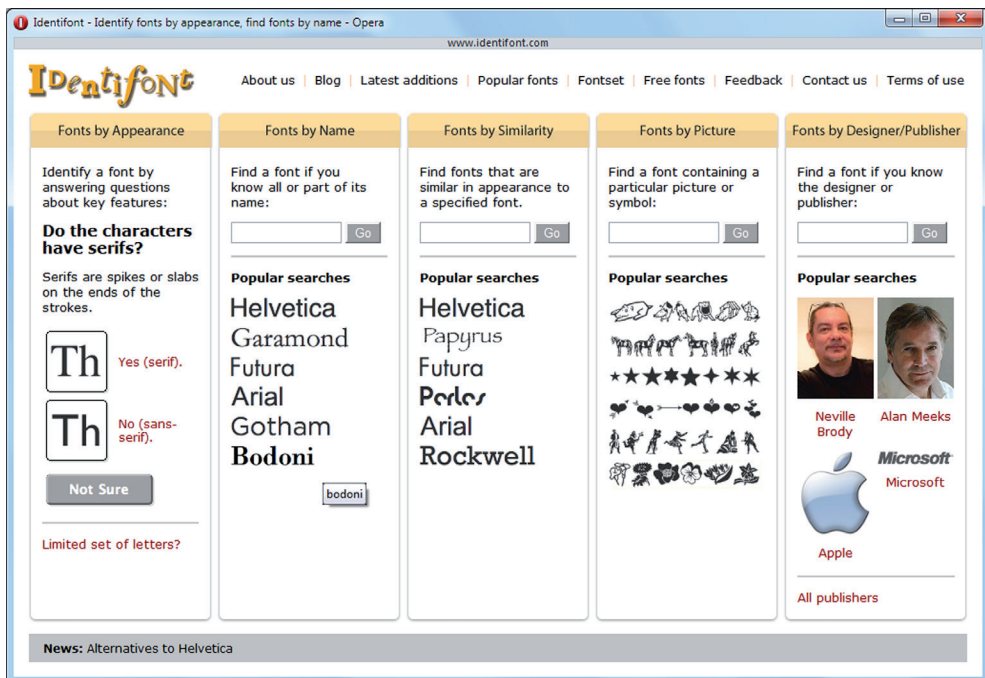 Identifont - Identify fonts by appearance, find fonts by name - Opera
www.identifont.com
IDentifoNt
About us | Blog | Latest additions | Popular fonts | Fontset | Free fonts | Feedback | Contact us | Terms of use
Fonts by Appearance
Identify a font by
answering questions
about key features:
Do the characters
have serifs?
Serifs are spikes or slabs
on the ends of the
strokes.
Th
Yes (serif).
Th
No (sans-
serif).
Not Sure
Limited set of letters?
Fonts by Name
Find a font if you
know all or part of its
name:
Go
Popular searches
Helvetica
Garamond
Futura
Arial
Gotham
Bodoni
bodoni
Fonts by Similarity
Find fonts that are
similar in appearance to
a specified font.
Go
Popular searches
Helvetica
Papyrus
Futura
Arial
Rockwell
Fonts by Picture
Find a font containing a
particular picture or
symbol:
Go
Popular searches
Fonts by Designer/Publisher
Find a font if you know
the designer or
publisher:
Go
Popular searches
Neville
Brody
Alan Meeks
Microsoft
Microsoft
Apple
All publishers
News: Alternatives to Helvetica